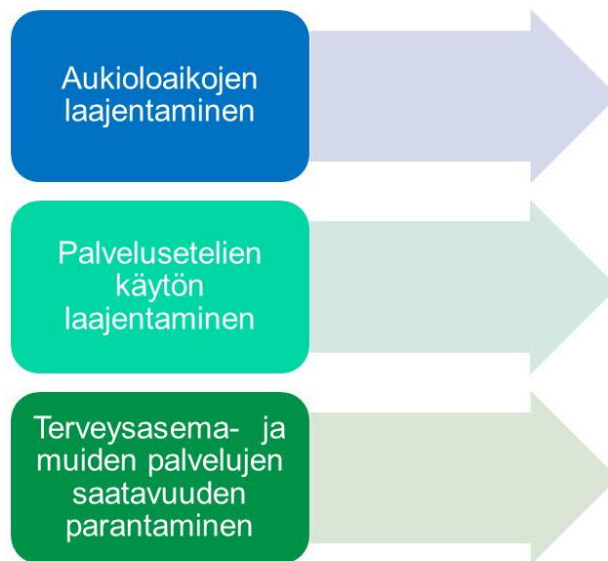 Aukioloaikojen
laajentaminen
Palvelusetelien
käytön
laajentaminen
Terveysasema- ja
muiden palvelujen
saatavuuden
parantaminen